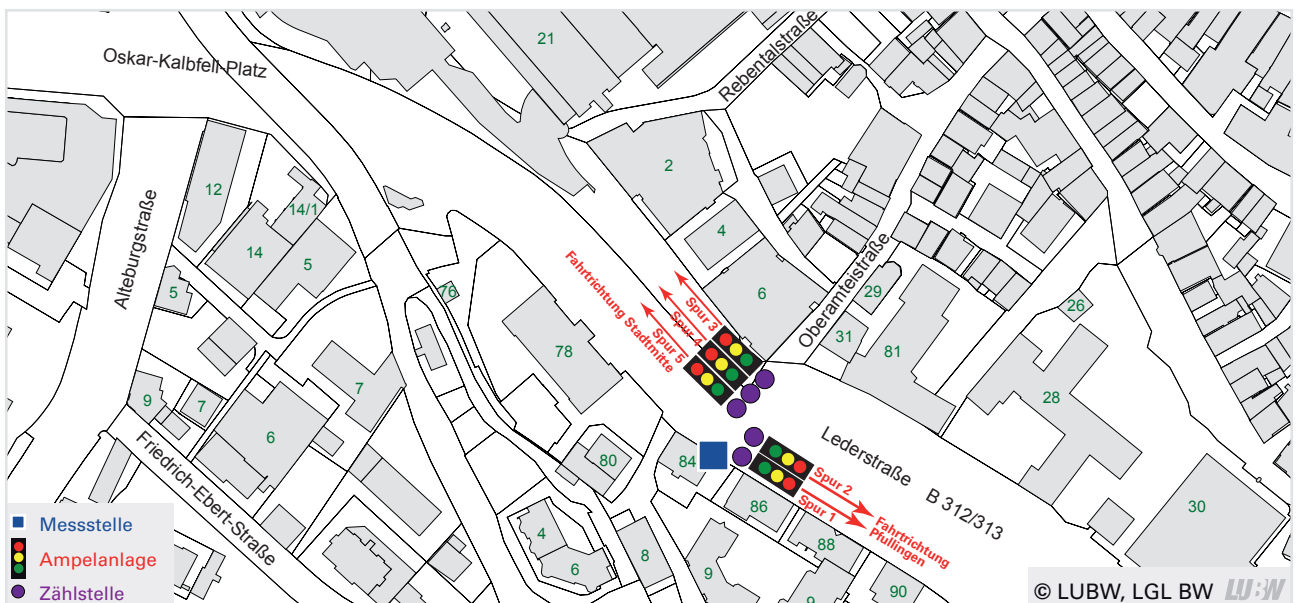 21
Oskar-Kalbfell-Platz
Rebentalstraße
2
12
14/1
4
Alteburgstraße
14
5
Fahrtrichtung Stadtmitte
Oberamteistraße
5
76
6
29
26
Spur 3
Spur 4
Spur 5
31
78
81
7
28
9
7
6
Lederstraße B 312/313
Friedrich-Ebert-Straße
80
84
Spur 2
Spur 1
Fahrtrichtung
Pfullingen
86
30
4
88
6
8
9
9
90
Messstelle
Ampelanlage
Zählstelle
© LUBW, LGL BW LUBW